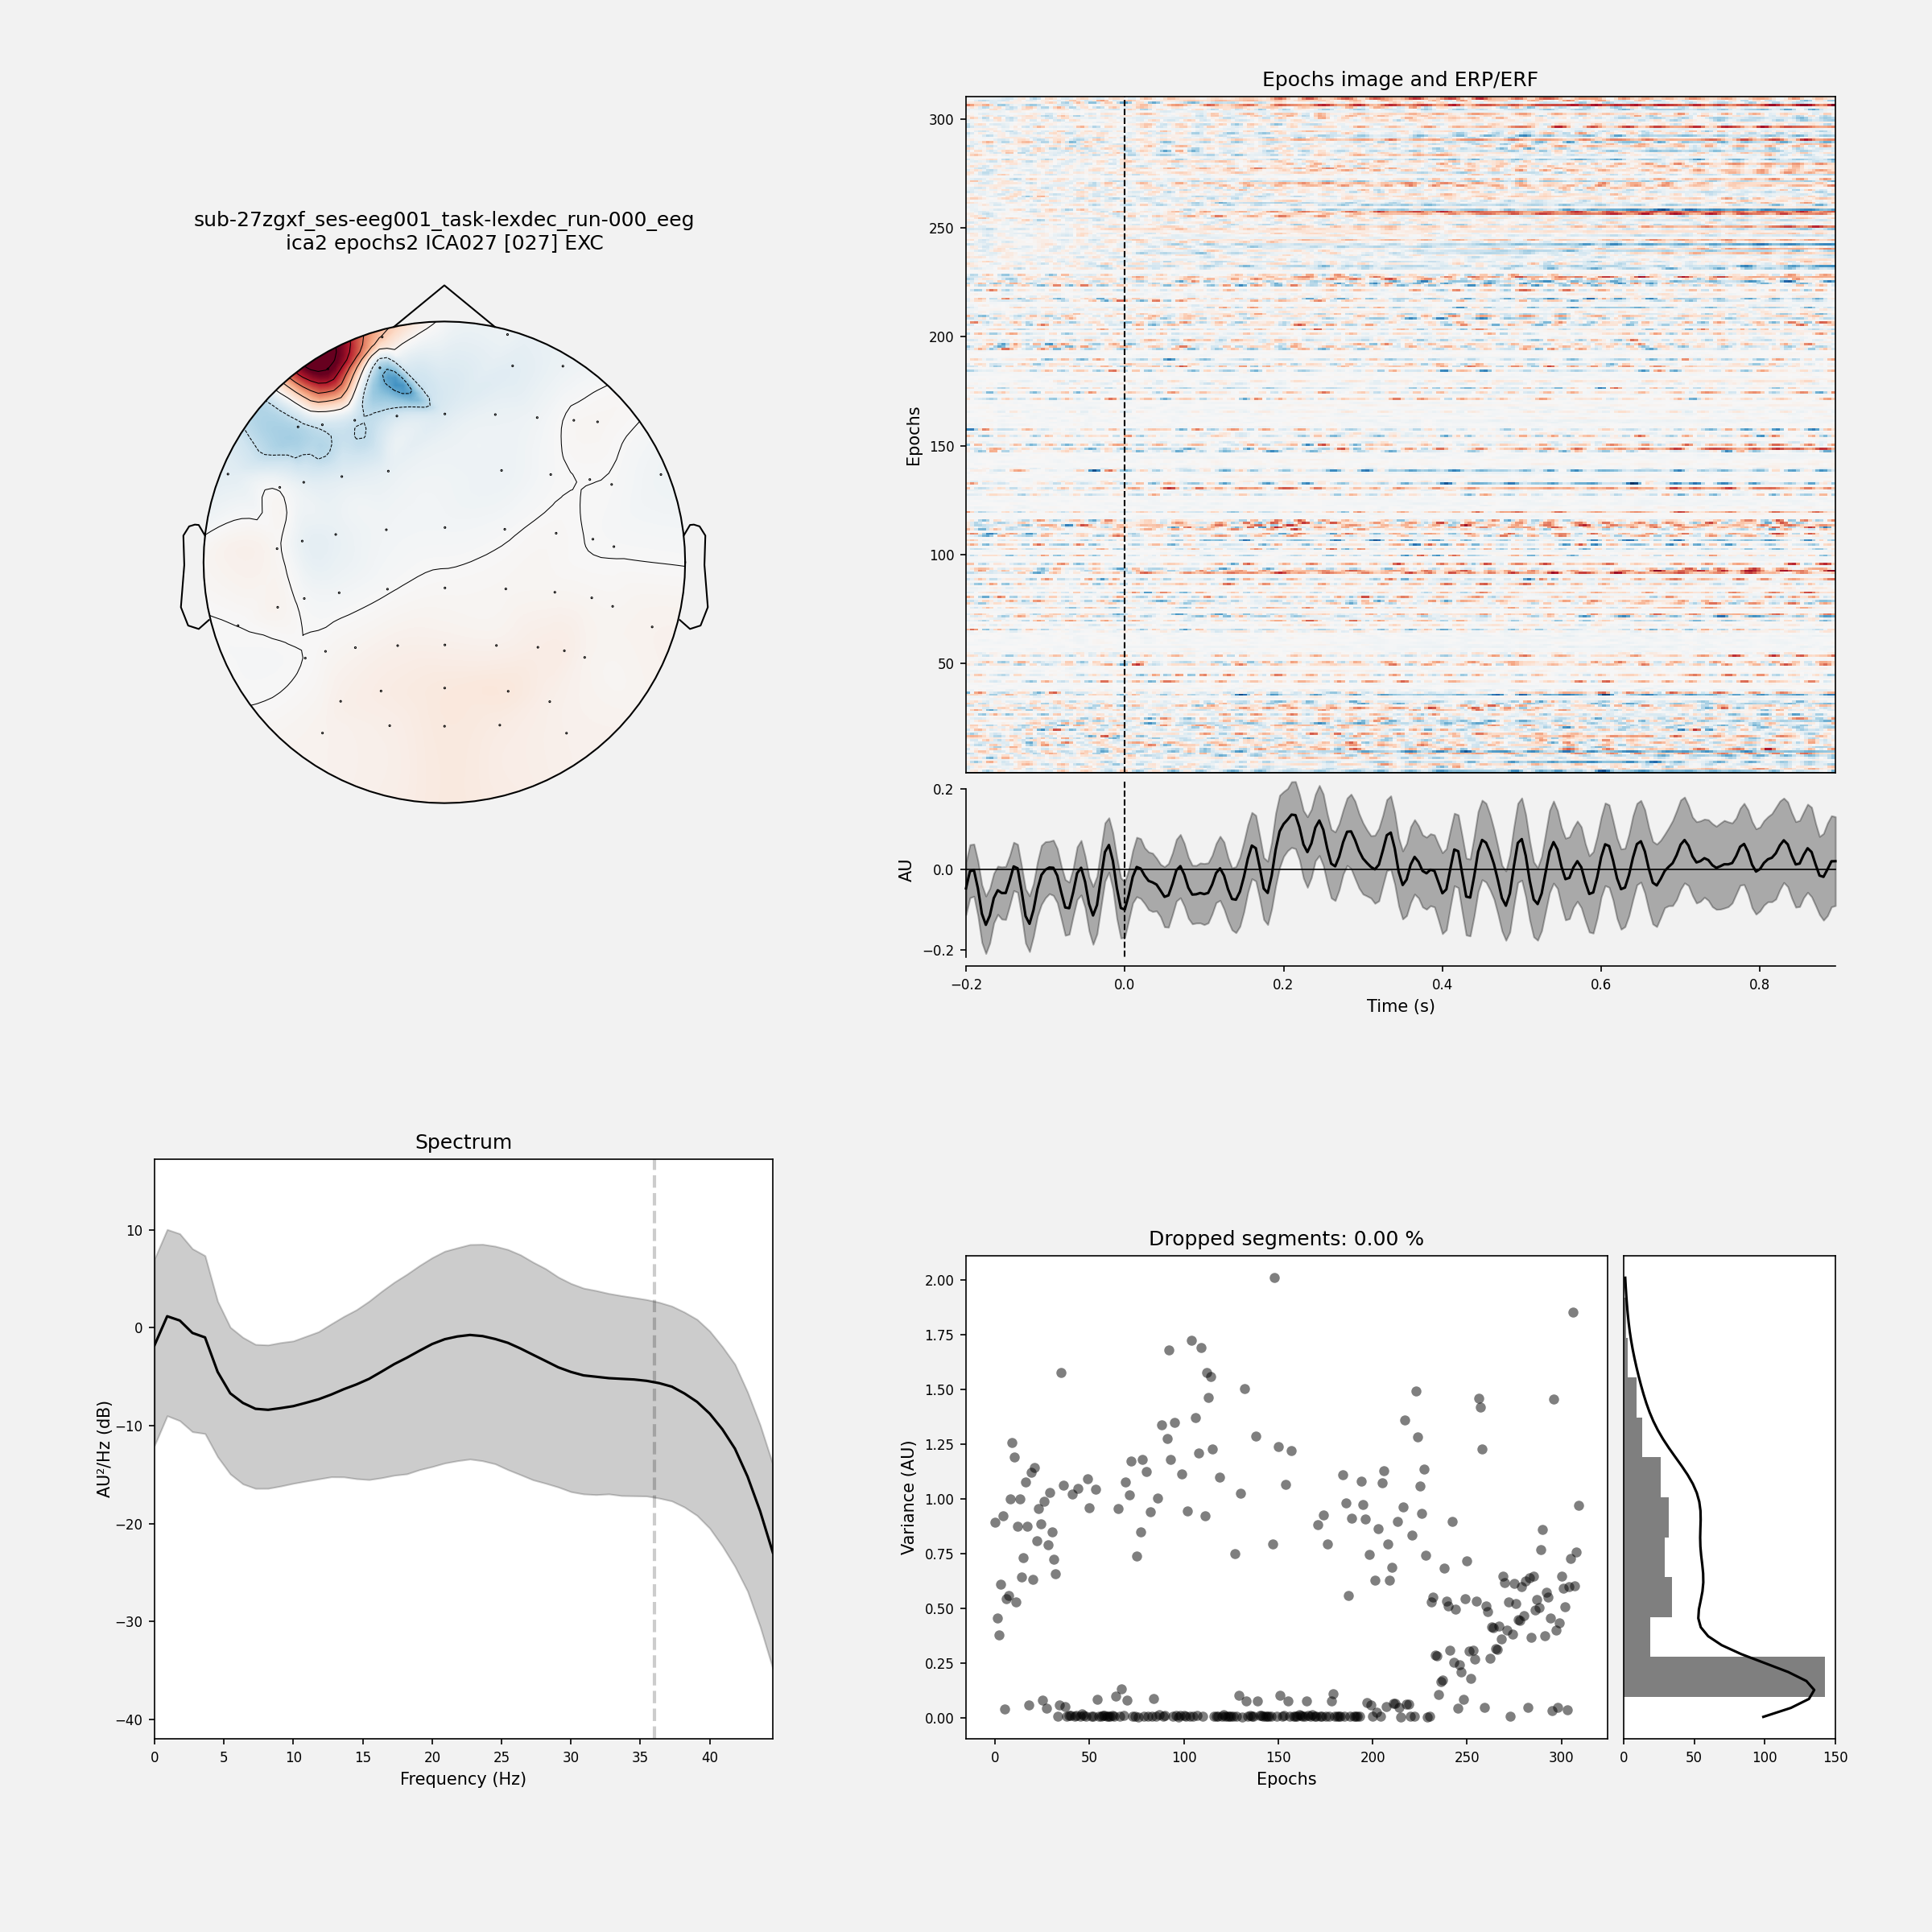 sub-27zgxf_ses-eeg001_task-lexdec_run-000_eeg
ica2 epochs2 ICA027 [027] EXC
Epochs image and ERP/ERF
Epochs
300
250
200
150
100
50
AU
0.2
0.0
−0.2
−0.2 0.0 0.2 0.4 0.6 0.8
Time (s)
Spectrum
AU²/Hz (dB)
10
0
−10
−20
−30
−40
0 5 10 15 20 25 30 35 40
Frequency (Hz)
Dropped segments: 0.00 %
Variance (AU)
2.00
1.75
1.50
1.25
1.00
0.75
0.50
0.25
0.00
0 50 100 150 200 250 300
Epochs
0 50 100 150